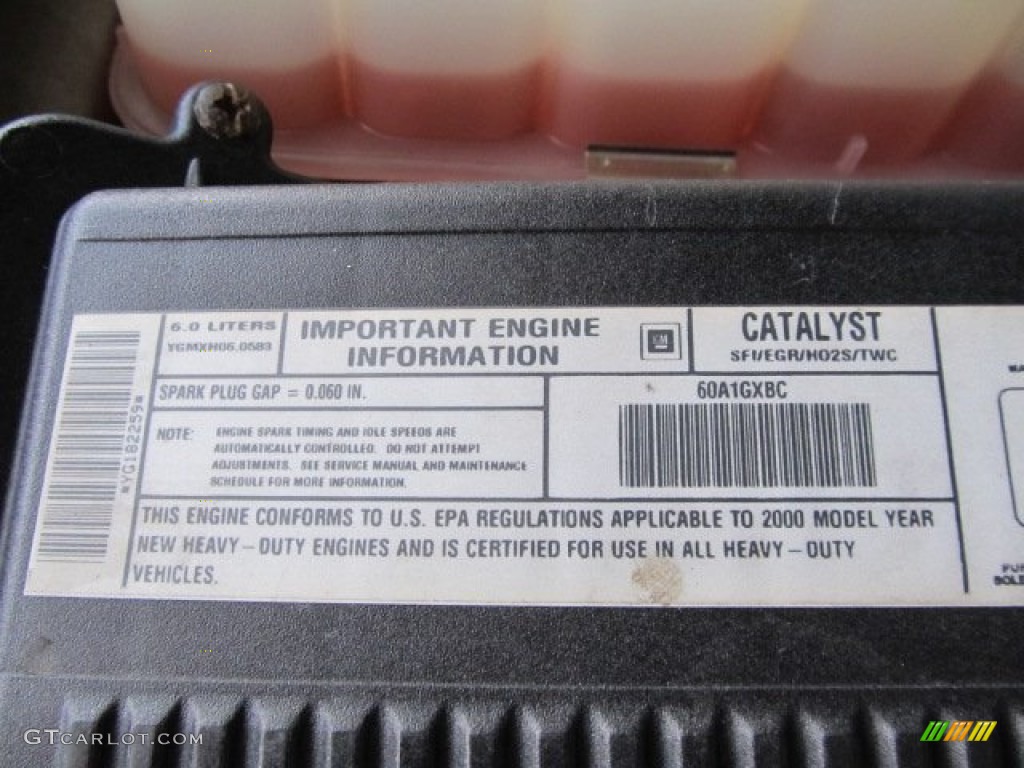 6.0 LITERS
YGMXH06.0583
IMPORTANT ENGINE
INFORMATION
GM
CATALYST
SFI/EGR/HO2S/TWC
*YG182259*
SPARK PLUG GAP = 0.060 IN.
60A1GXBC
NOTE: ENGINE SPARK TIMING AND IDLE SPEEDS ARE
AUTOMATICALLY CONTROLLED. DO NOT ATTEMPT
ADJUSTMENTS. SEE SERVICE MANUAL AND MAINTENANCE
SCHEDULE FOR MORE INFORMATION.
THIS ENGINE CONFORMS TO U.S. EPA REGULATIONS APPLICABLE TO 2000 MODEL YEAR
NEW HEAVY-DUTY ENGINES AND IS CERTIFIED FOR USE IN ALL HEAVY-DUTY
VEHICLES.
GTCARLOT.COM